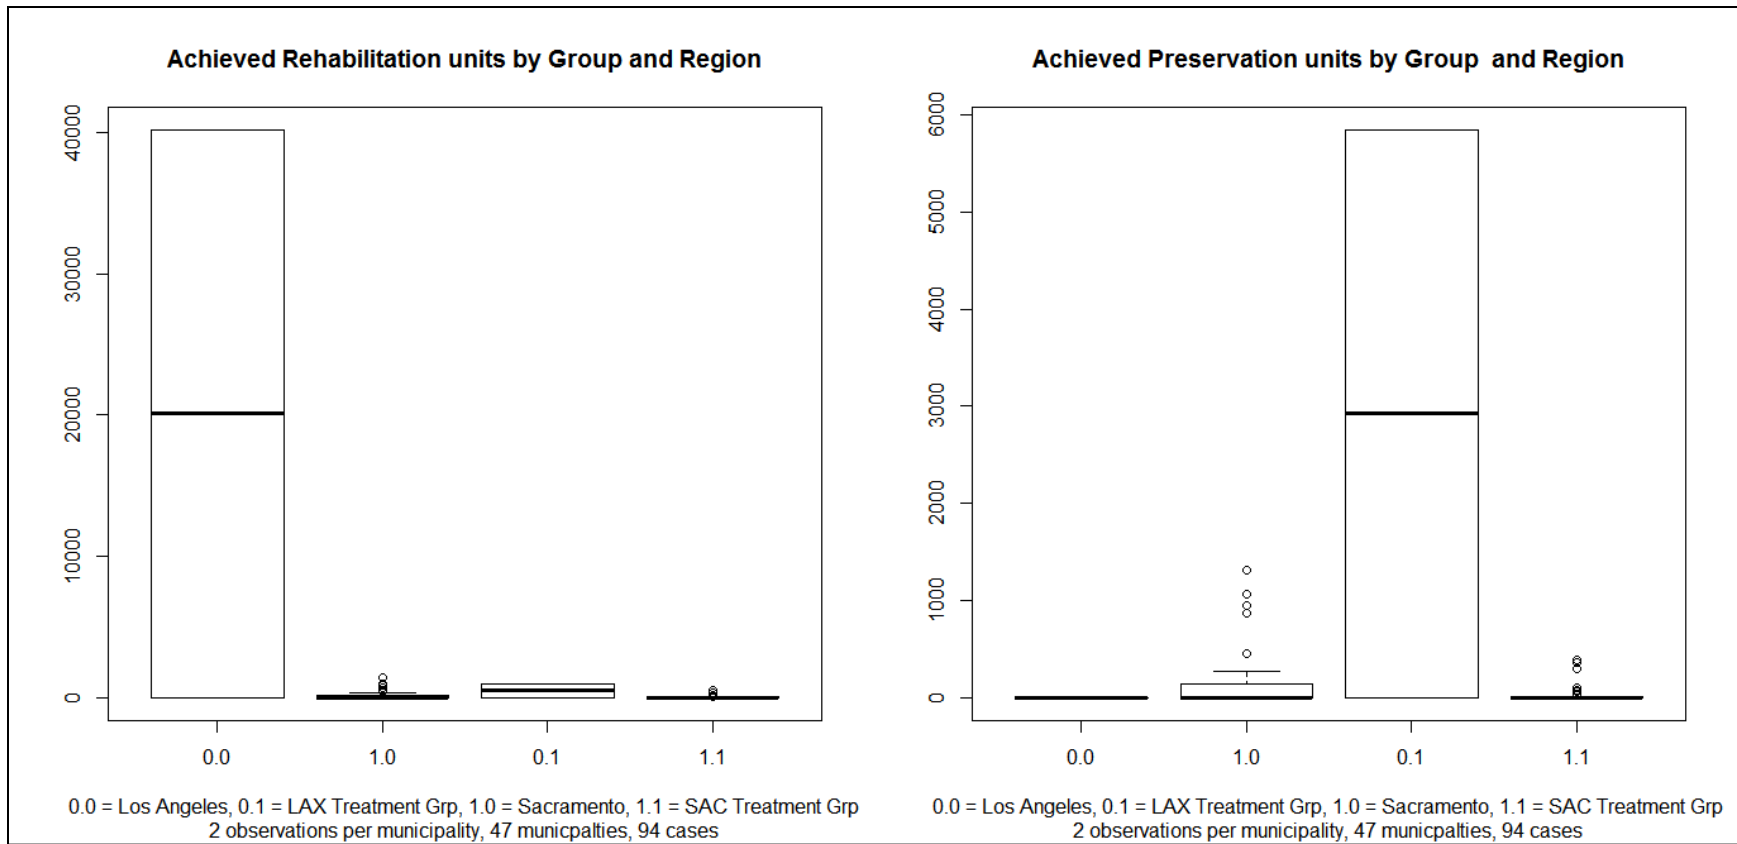 Achieved Rehabilitation units by Group and Region
40000
30000
20000
10000
0
0.0 1.0 0.1 1.1
0.0 = Los Angeles, 0.1 = LAX Treatment Grp, 1.0 = Sacramento, 1.1 = SAC Treatment Grp
2 observations per municipality, 47 municpalties, 94 cases
Achieved Preservation units by Group and Region
6000
5000
4000
3000
2000
1000
0
0.0 1.0 0.1 1.1
0.0 = Los Angeles, 0.1 = LAX Treatment Grp, 1.0 = Sacramento, 1.1 = SAC Treatment Grp
2 observations per municipality, 47 municpalties, 94 cases